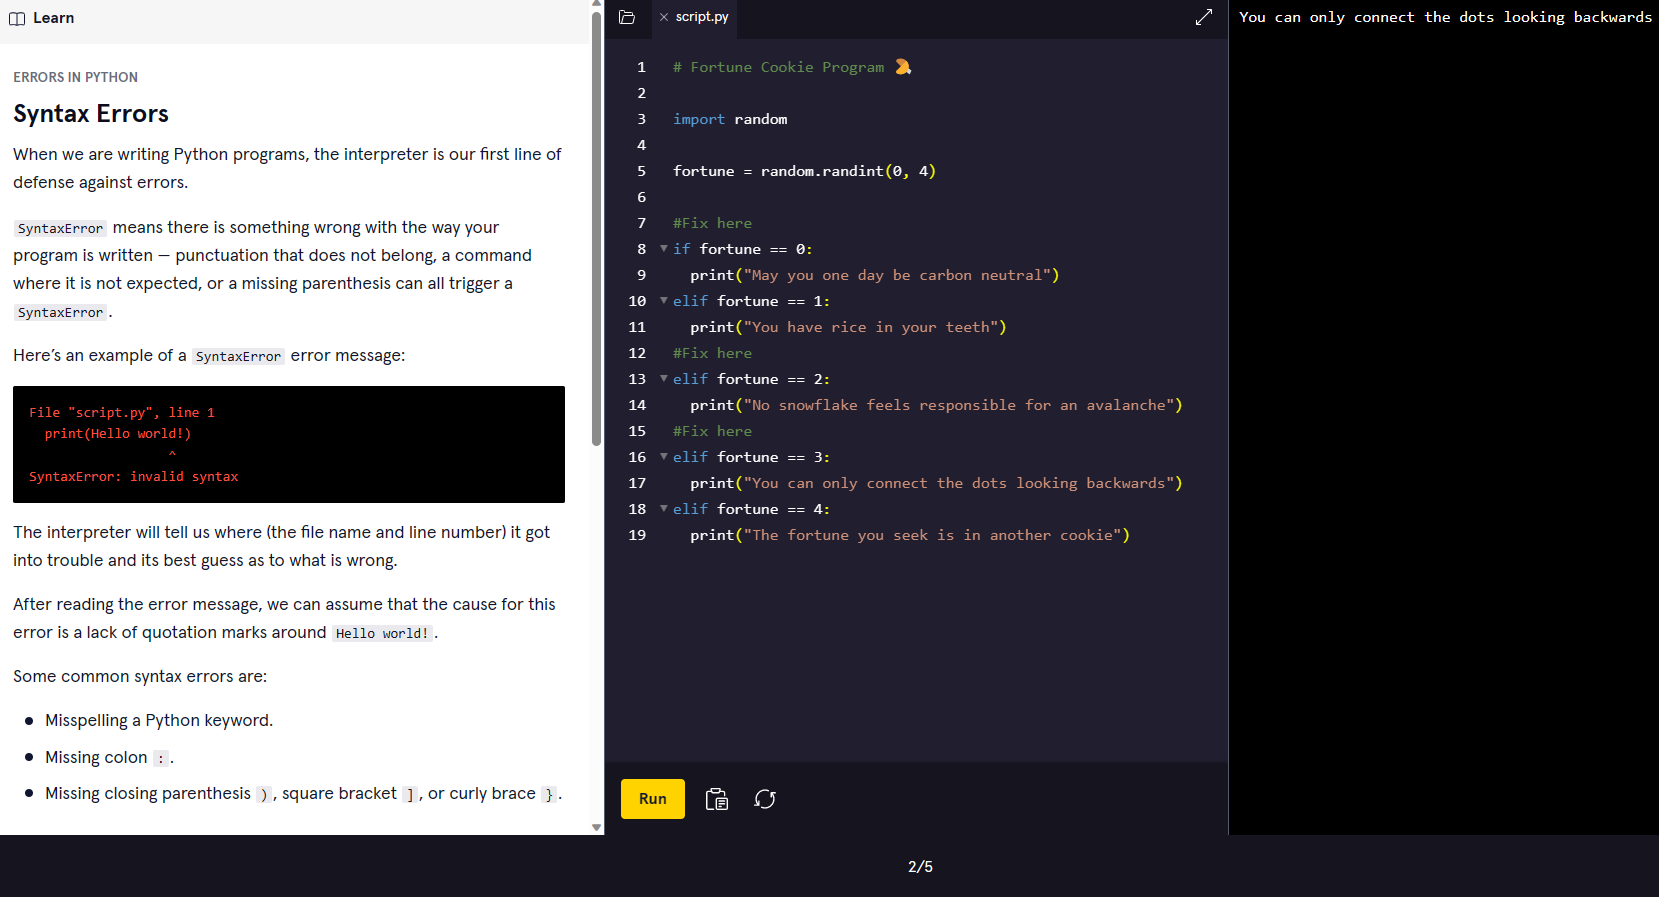 Learn
ERRORS IN PYTHON
Syntax Errors
When we are writing Python programs, the interpreter is our first line of
defense against errors.
SyntaxError means there is something wrong with the way your
program is written — punctuation that does not belong, a command
where it is not expected, or a missing parenthesis can all trigger a
SyntaxError.
Here’s an example of a SyntaxError error message:
File "script.py", line 1
print(Hello world!)
^
SyntaxError: invalid syntax
The interpreter will tell us where (the file name and line number) it got
into trouble and its best guess as to what is wrong.
After reading the error message, we can assume that the cause for this
error is a lack of quotation marks around Hello world!.
Some common syntax errors are:
Misspelling a Python keyword.
Missing colon :.
Missing closing parenthesis ), square bracket ], or curly brace }.
script.py
1 # Fortune Cookie Program 🥠
2
3 import random
4
5 fortune = random.randint(0, 4)
6
7 #Fix here
8 if fortune == 0:
9 print("May you one day be carbon neutral")
10 elif fortune == 1:
11 print("You have rice in your teeth")
12 #Fix here
13 elif fortune == 2:
14 print("No snowflake feels responsible for an avalanche")
15 #Fix here
16 elif fortune == 3:
17 print("You can only connect the dots looking backwards")
18 elif fortune == 4:
19 print("The fortune you seek is in another cookie")
Run
You can only connect the dots looking backwards
2/5